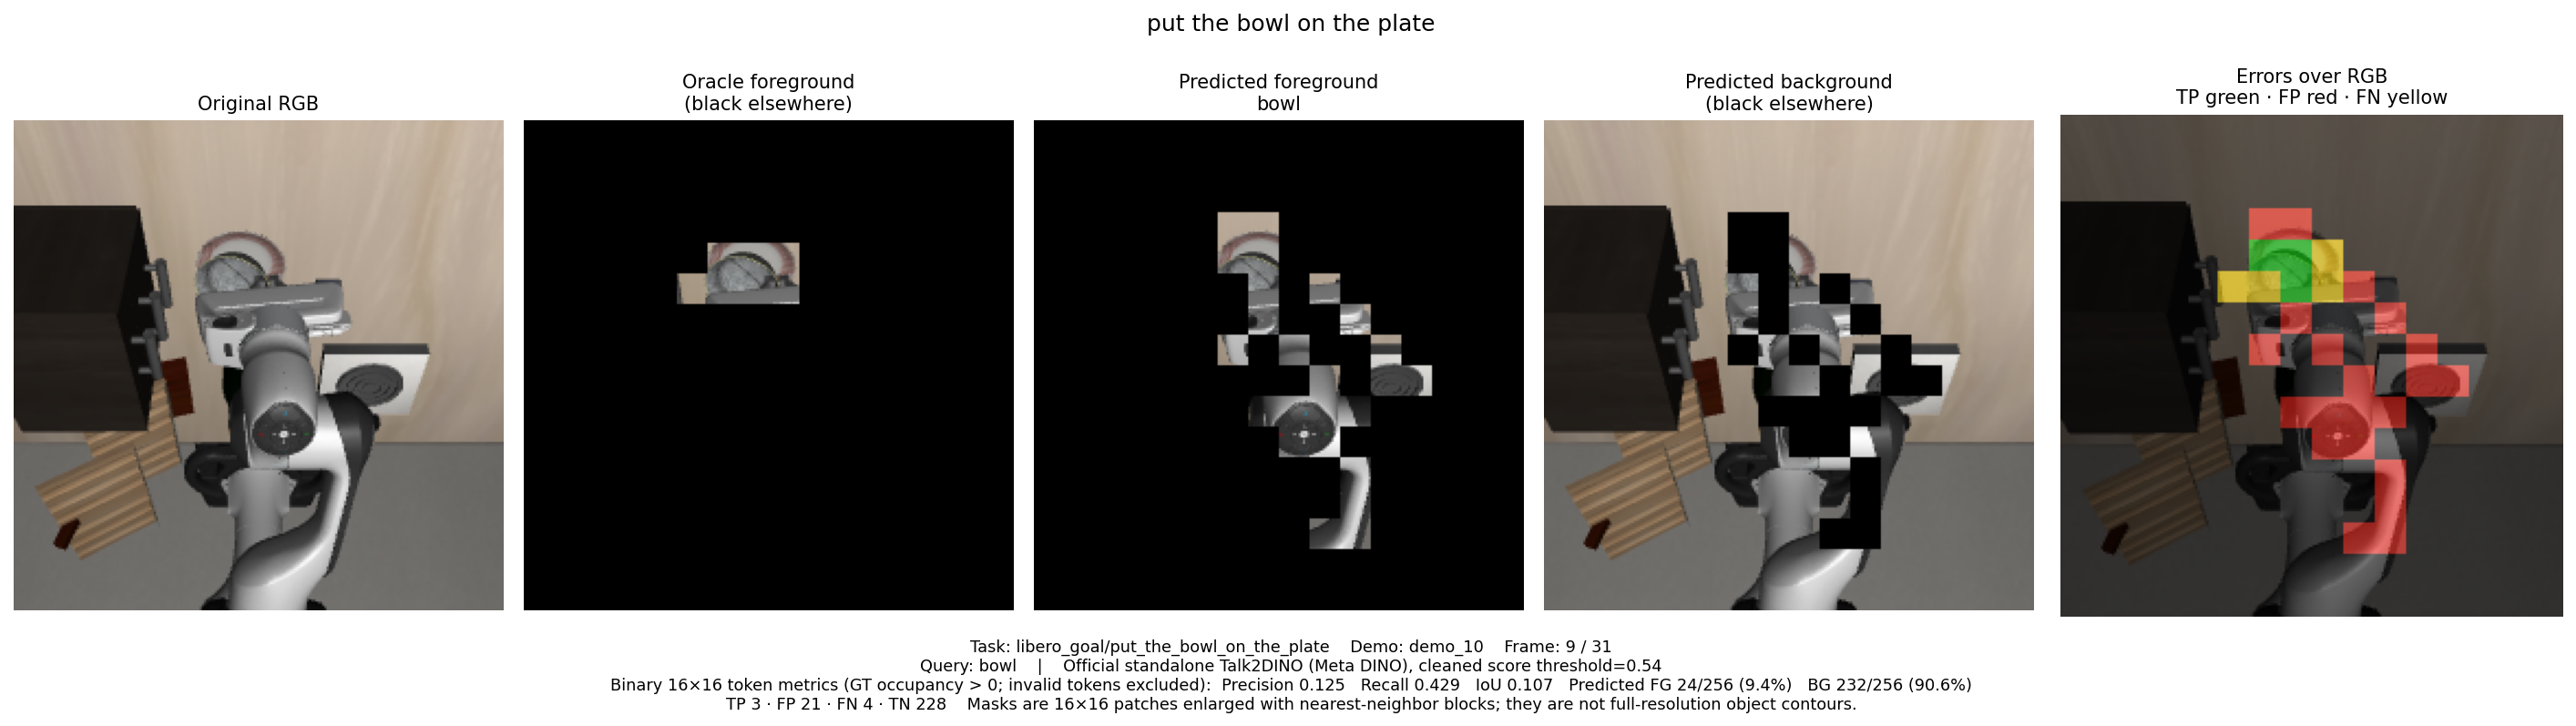 put the bowl on the plate
Original RGB
Oracle foreground
(black elsewhere)
Predicted foreground
bowl
Predicted background
(black elsewhere)
Errors over RGB
TP green · FP red · FN yellow
Task: libero_goal/put_the_bowl_on_the_plate    Demo: demo_10    Frame: 9 / 31
Query: bowl    |    Official standalone Talk2DINO (Meta DINO), cleaned score threshold=0.54
Binary 16×16 token metrics (GT occupancy > 0; invalid tokens excluded):  Precision 0.125   Recall 0.429   IoU 0.107   Predicted FG 24/256 (9.4%)   BG 232/256 (90.6%)
TP 3 · FP 21 · FN 4 · TN 228    Masks are 16×16 patches enlarged with nearest-neighbor blocks; they are not full-resolution object contours.